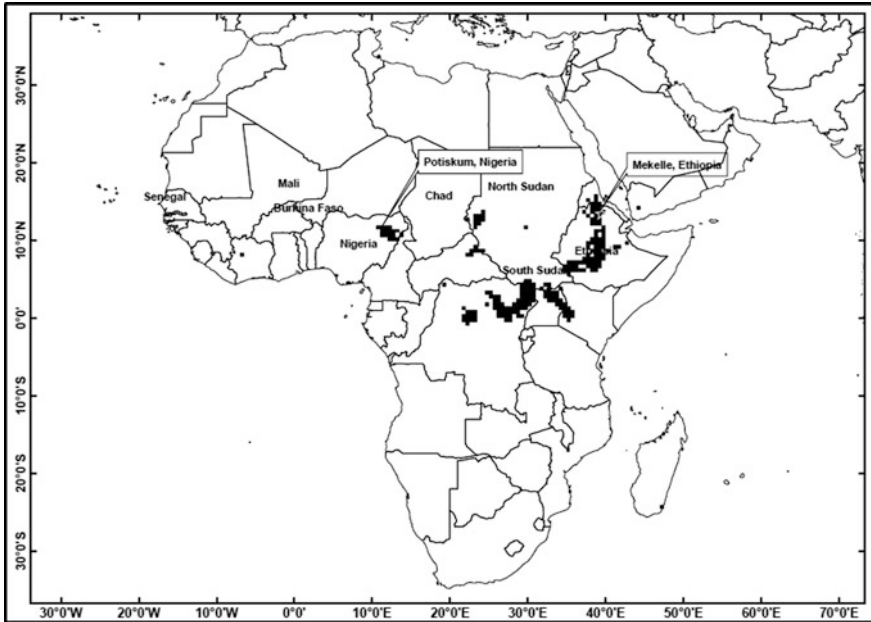 30°0'N
20°0'N
10°0'N
0°0'
10°0'S
20°0'S
30°0'S
Potiskum, Nigeria
Mekelle, Ethiopia
Mali
Chad
North Sudan
Senegal
Burkina Faso
Nigeria
South Suda
30°0'W
20°0'W
10°0'W
0°0'
10°0'E
20°0'E
30°0'E
40°0'E
50°0'E
60°0'E
70°0'E